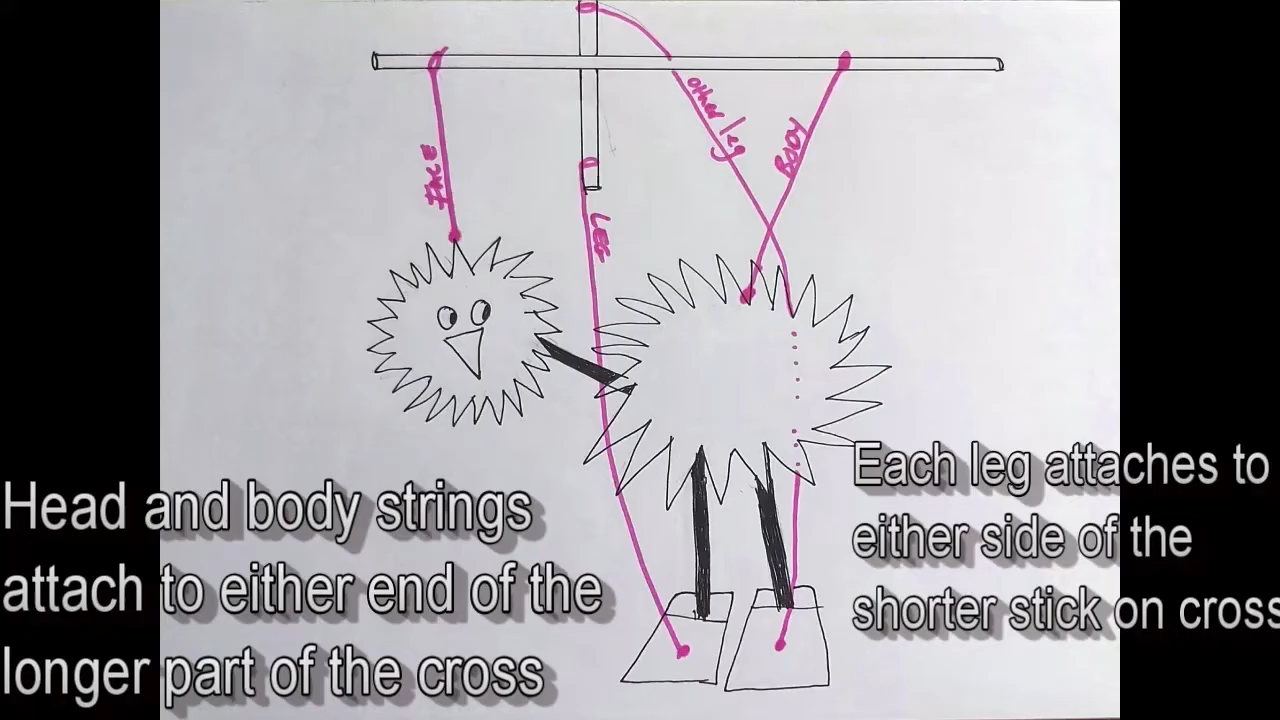 other leg
BODY
FACE
LEG
Each leg attaches to
either side of the
shorter stick on cross
Head and body strings
attach to either end of the
longer part of the cross